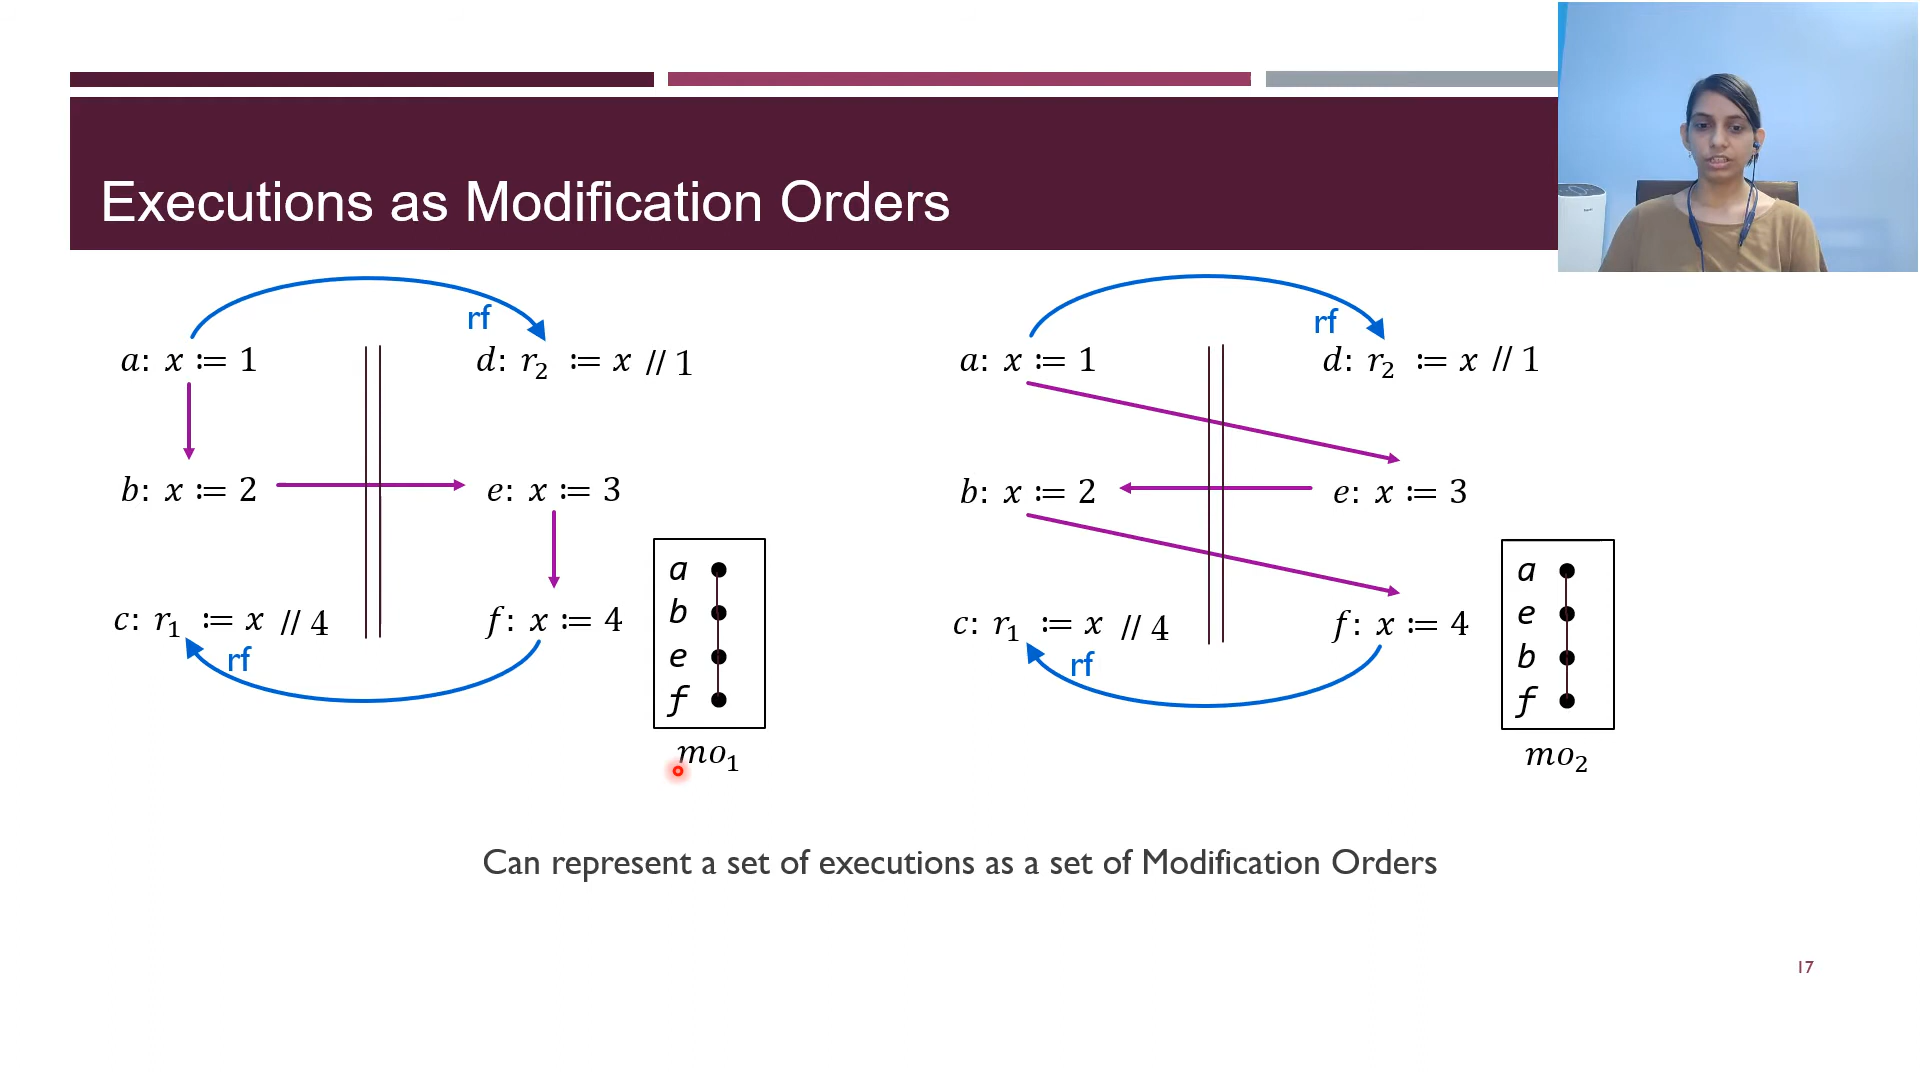 Executions as Modification Orders
rf
a: x := 1
d: r₂ := x // 1
b: x := 2
e: x := 3
c: r₁ := x // 4
f: x := 4
rf
a
b
e
f
mo₁
rf
a: x := 1
d: r₂ := x // 1
b: x := 2
e: x := 3
c: r₁ := x // 4
f: x := 4
rf
a
e
b
f
mo₂
Can represent a set of executions as a set of Modification Orders
17